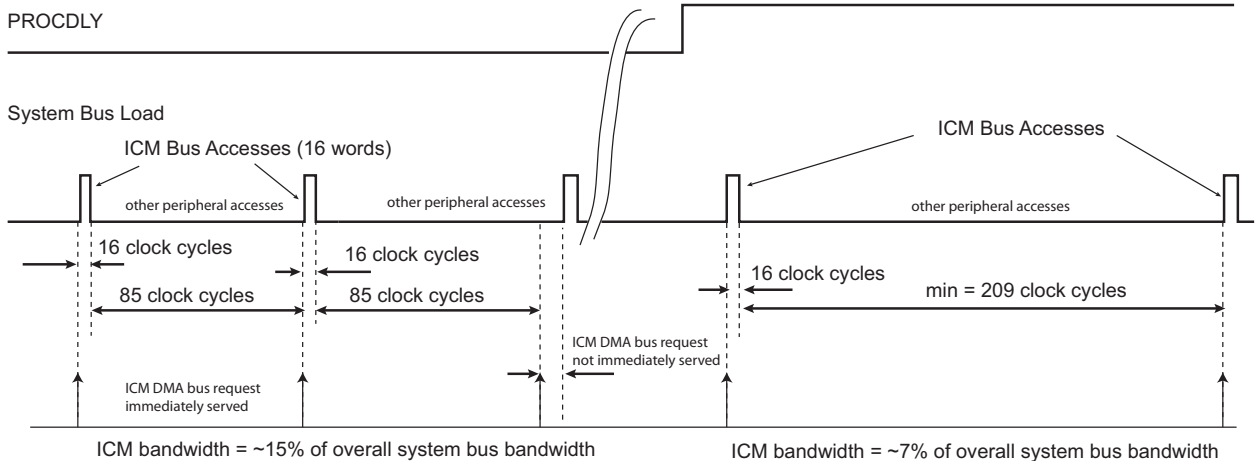 PROCDLY
System Bus Load
ICM Bus Accesses (16 words)
ICM Bus Accesses
other peripheral accesses
other peripheral accesses
other peripheral accesses
16 clock cycles
16 clock cycles
16 clock cycles
85 clock cycles
85 clock cycles
min = 209 clock cycles
ICM DMA bus request
not immediately served
ICM DMA bus request
immediately served
ICM bandwidth = ~15% of overall system bus bandwidth
ICM bandwidth = ~7% of overall system bus bandwidth